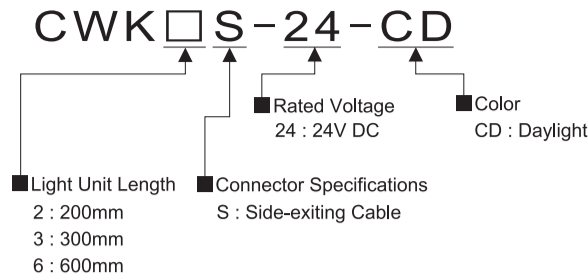 CWK□S-24-CD
■Rated Voltage
24 : 24V DC
■Color
CD : Daylight
■Light Unit Length
2 : 200mm
3 : 300mm
6 : 600mm
■Connector Specifications
S : Side-exiting Cable